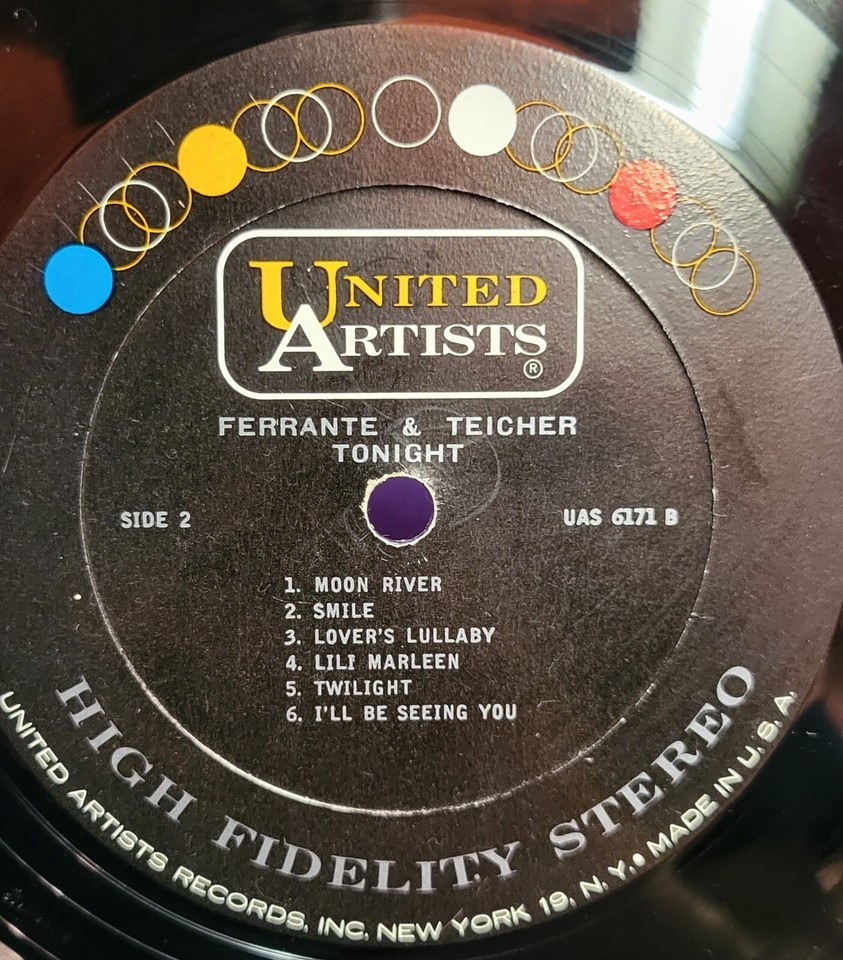 UNITED
ARTISTS
®
FERRANTE & TEICHER
TONIGHT
SIDE 2
UAS 6171 B
1. MOON RIVER
2. SMILE
3. LOVER'S LULLABY
4. LILI MARLEEN
5. TWILIGHT
6. I'LL BE SEEING YOU
HIGH FIDELITY STEREO
UNITED ARTISTS RECORDS, INC. NEW YORK 19, N. Y. • MADE IN U. S. A.